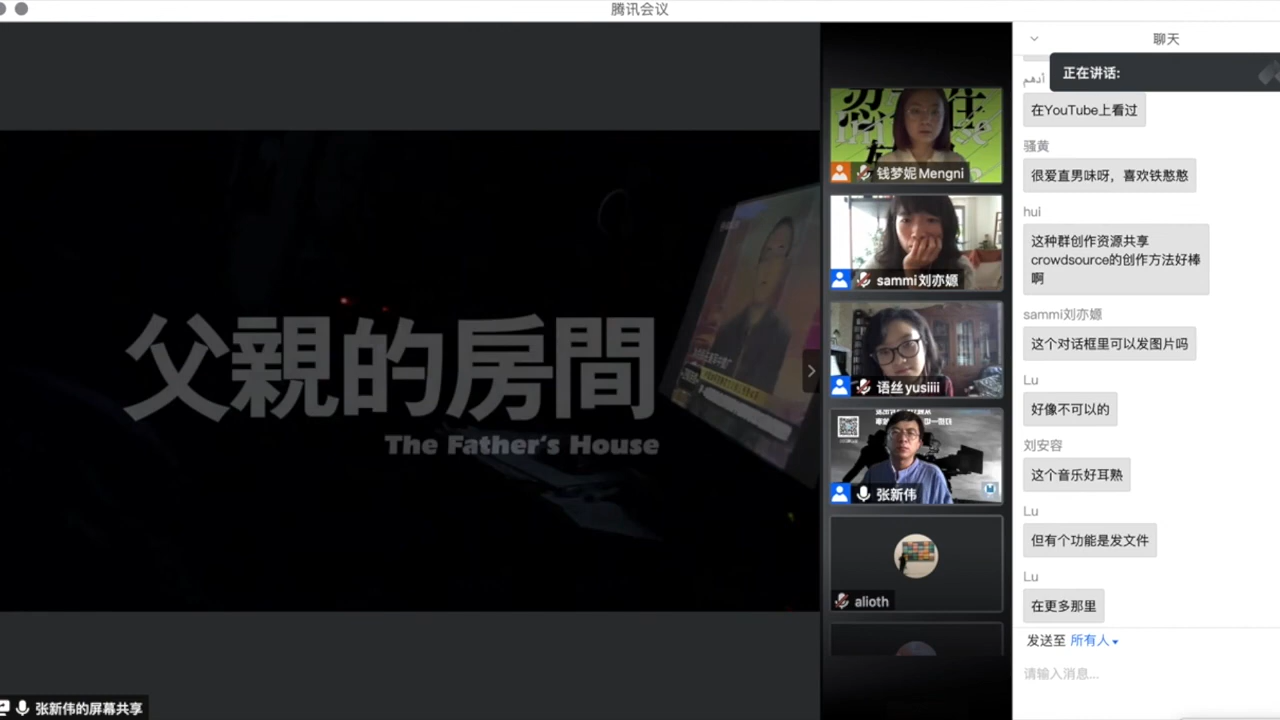 腾讯会议
父親的房間
The Father's House
张新伟的屏幕共享
钱梦妮Mengni
sammi刘亦嫄
语丝yusiiii
张新伟
alioth
聊天
正在讲话:
أدهم
在YouTube上看过
骚黄
很爱直男味呀，喜欢铁憨憨
hui
这种群创作资源共享
crowdsource的创作方法好棒
啊
sammi刘亦嫄
这个对话框里可以发图片吗
Lu
好像不可以的
刘安容
这个音乐好耳熟
Lu
但有个功能是发文件
Lu
在更多那里
发送至 所有人
请输入消息...